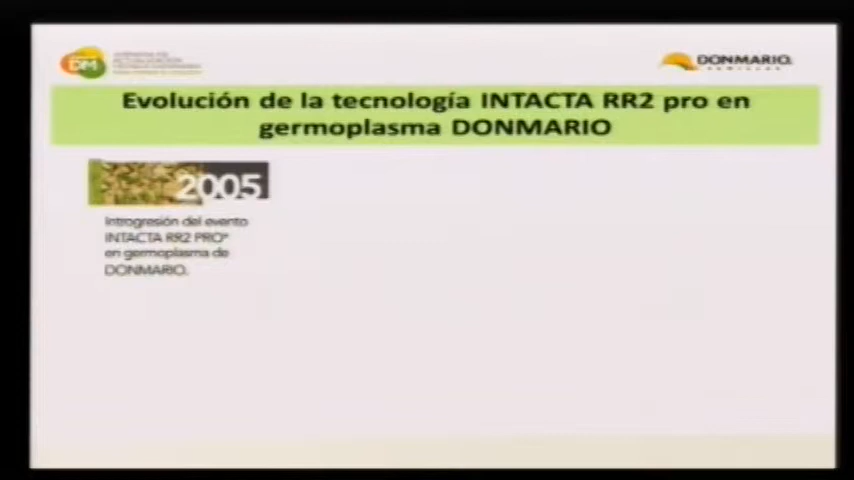 DM
DONMARIO
Evolución de la tecnología INTACTA RR2 pro en
germoplasma DONMARIO
2005
Introgresión del evento
INTACTA RR2 PRO®
en germoplasma de
DONMARIO.